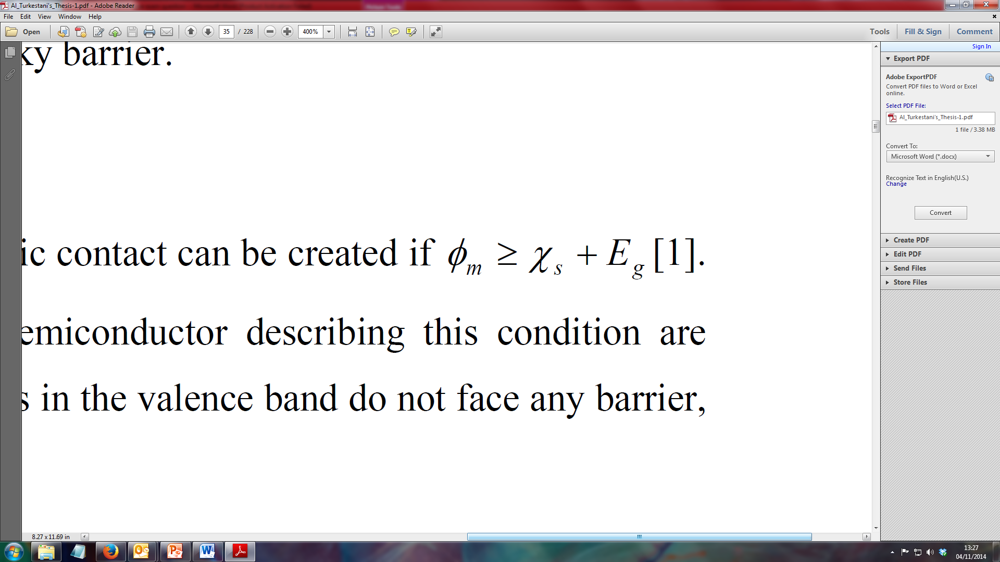 Al_Turkestani's_Thesis-1.pdf - Adobe Reader
File Edit View Window Help
Open 35 / 228 400% Tools Fill & Sign Comment
Sign In
Export PDF
Adobe ExportPDF
Convert PDF files to Word or Excel
online.
Select PDF File:
Al_Turkestani's_Thesis-1.pdf
1 file / 3.38 MB
Convert To:
Microsoft Word (*.docx)
Recognize Text in English(U.S.)
Change
Convert
Create PDF
Edit PDF
Send Files
Store Files
ky barrier.
ic contact can be created if ϕm ≥ χs + Eg [1].
emiconductor describing this condition are
s in the valence band do not face any barrier,
8.27 x 11.69 in
13:27
04/11/2014